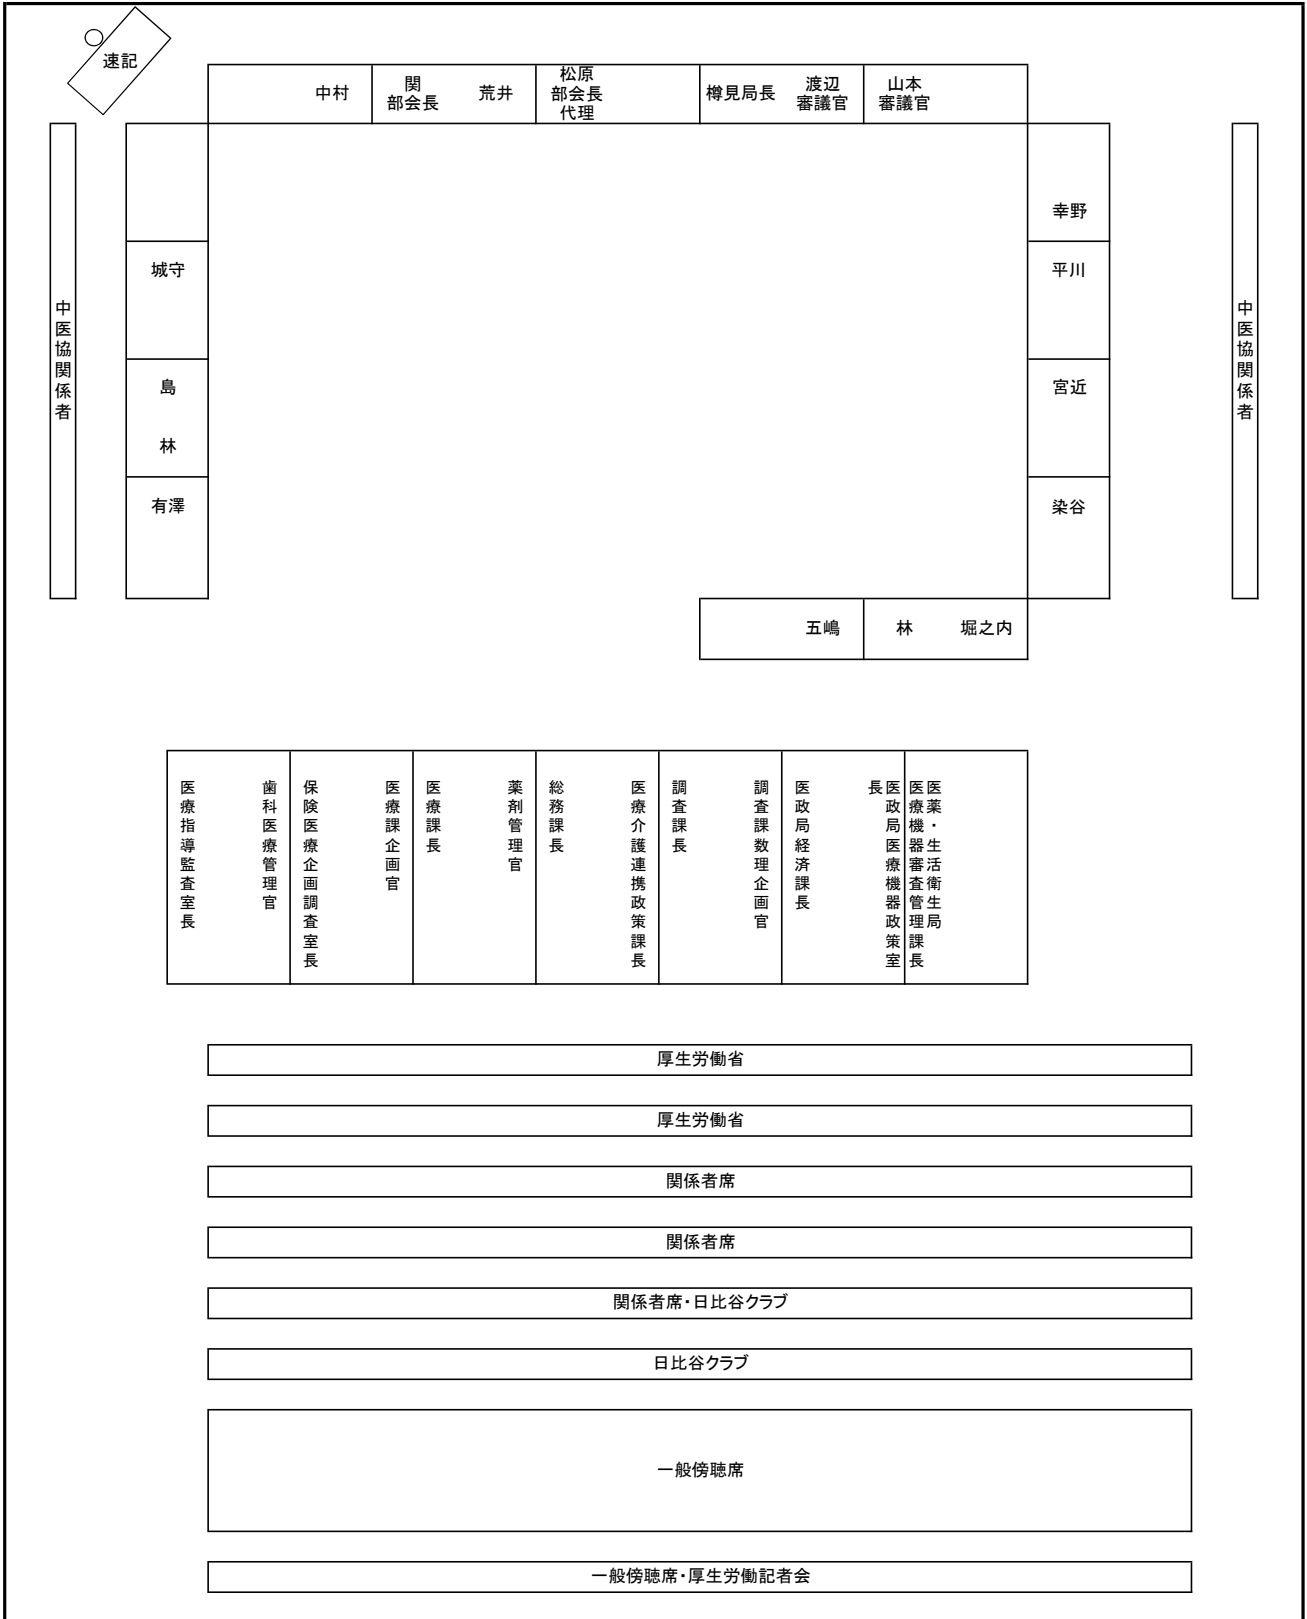 速記
中村
関
部会長
荒井
松原
部会長
代理
樽見局長
渡辺
審議官
山本
審議官
中医協関係者
城守
島
林
有澤
幸野
平川
宮近
染谷
中医協関係者
五嶋
林
堀之内
医療指導監査室長
歯科医療管理官
保険医療企画調査室長
医療課企画官
医療課長
薬剤管理官
総務課長
医療介護連携政策課長
調査課長
調査課数理企画官
医政局経済課長
医政局医療機器政策室
長
医薬・生活衛生局
医療機器審査管理課長
厚生労働省
厚生労働省
関係者席
関係者席
関係者席・日比谷クラブ
日比谷クラブ
一般傍聴席
一般傍聴席・厚生労働記者会